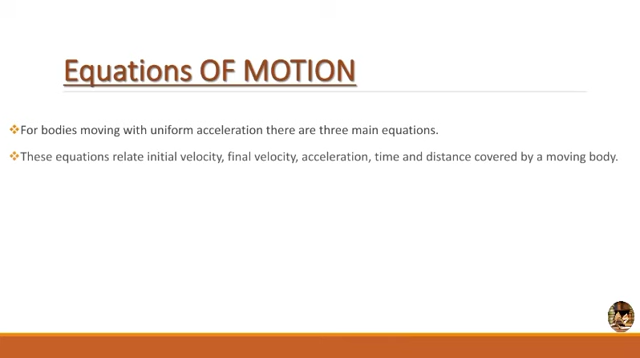 Equations OF MOTION
❖For bodies moving with uniform acceleration there are three main equations.
❖These equations relate initial velocity, final velocity, acceleration, time and distance covered by a moving body.